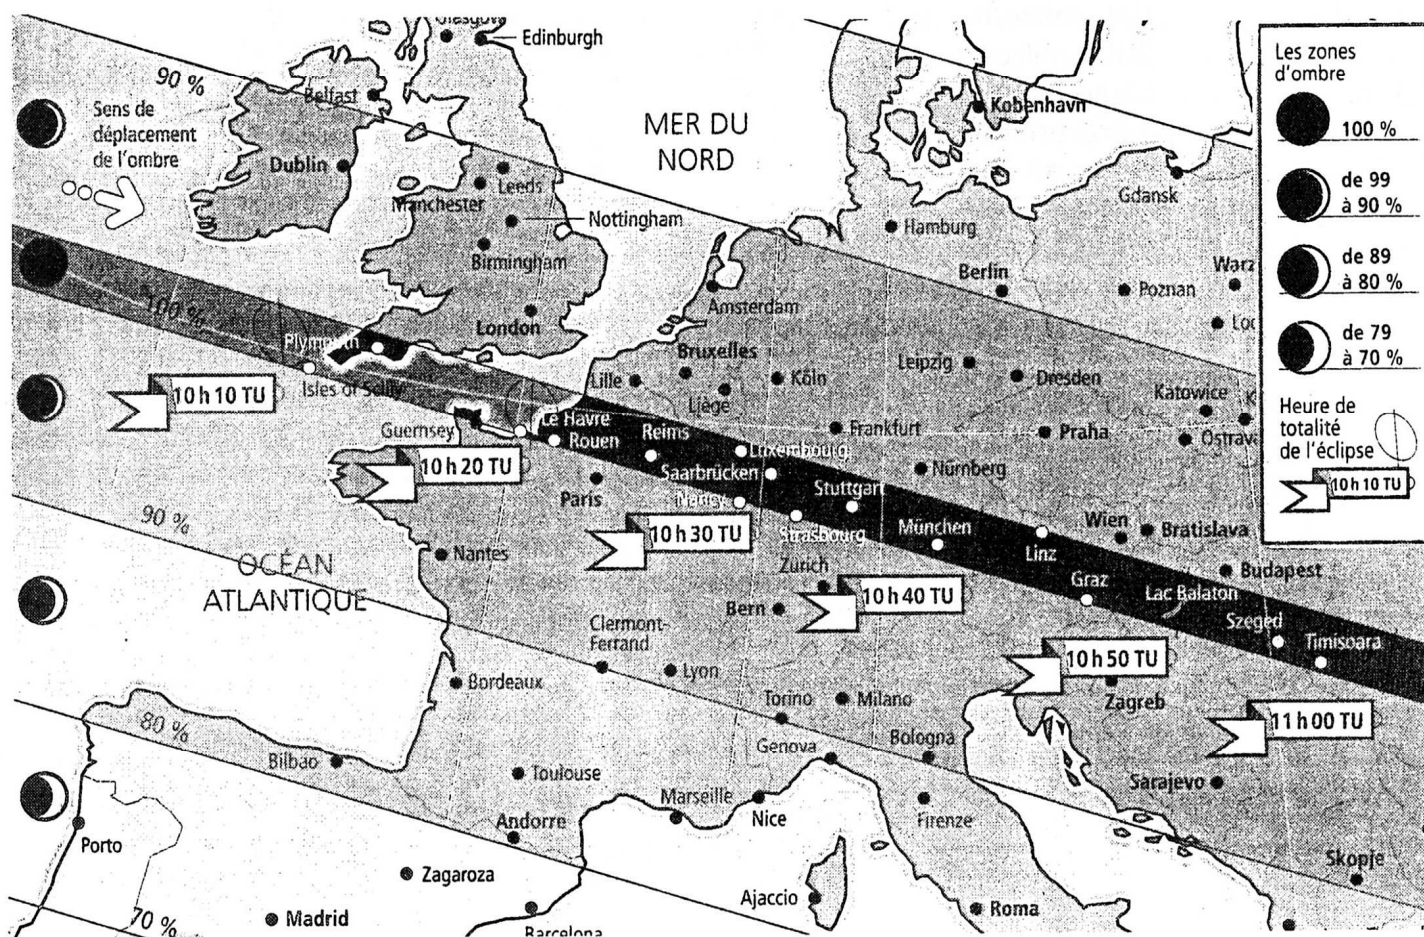 Glasgow
Edinburgh
90 %
Sens de
déplacement
de l'ombre
Belfast
Dublin
Leeds
Manchester
Nottingham
Birmingham
London
MER DU
NORD
Kobenhavn
Gdansk
Hamburg
Berlin
Poznan
Amsterdam
100 %
Plymouth
Isles of Scilly
10 h 10 TU
Bruxelles
Lille
Liège
Köln
Leipzig
Dresden
Katowice
Guernsey
Le Havre
Rouen
Reims
Luxembourg
Frankfurt
Praha
Ostrava
10 h 20 TU
Paris
Saarbrücken
Nancy
Stuttgart
Nürnberg
90 %
Nantes
10 h 30 TU
Strasbourg
München
Linz
Wien
Bratislava
OCÉAN
ATLANTIQUE
Zurich
Bern
10 h 40 TU
Graz
Lac Balaton
Budapest
Szeged
Timisoara
Clermont-
Ferrand
Lyon
Bordeaux
Torino
Milano
10 h 50 TU
Zagreb
11 h 00 TU
80 %
Bilbao
Toulouse
Genova
Bologna
Sarajevo
Marseille
Nice
Firenze
Andorre
Porto
Zagaroza
Ajaccio
Roma
Skopje
70 %
Madrid
Barcelona
Les zones
d'ombre
100 %
de 99
à 90 %
de 89
à 80 %
de 79
à 70 %
Heure de
totalité
de l'éclipse
10 h 10 TU